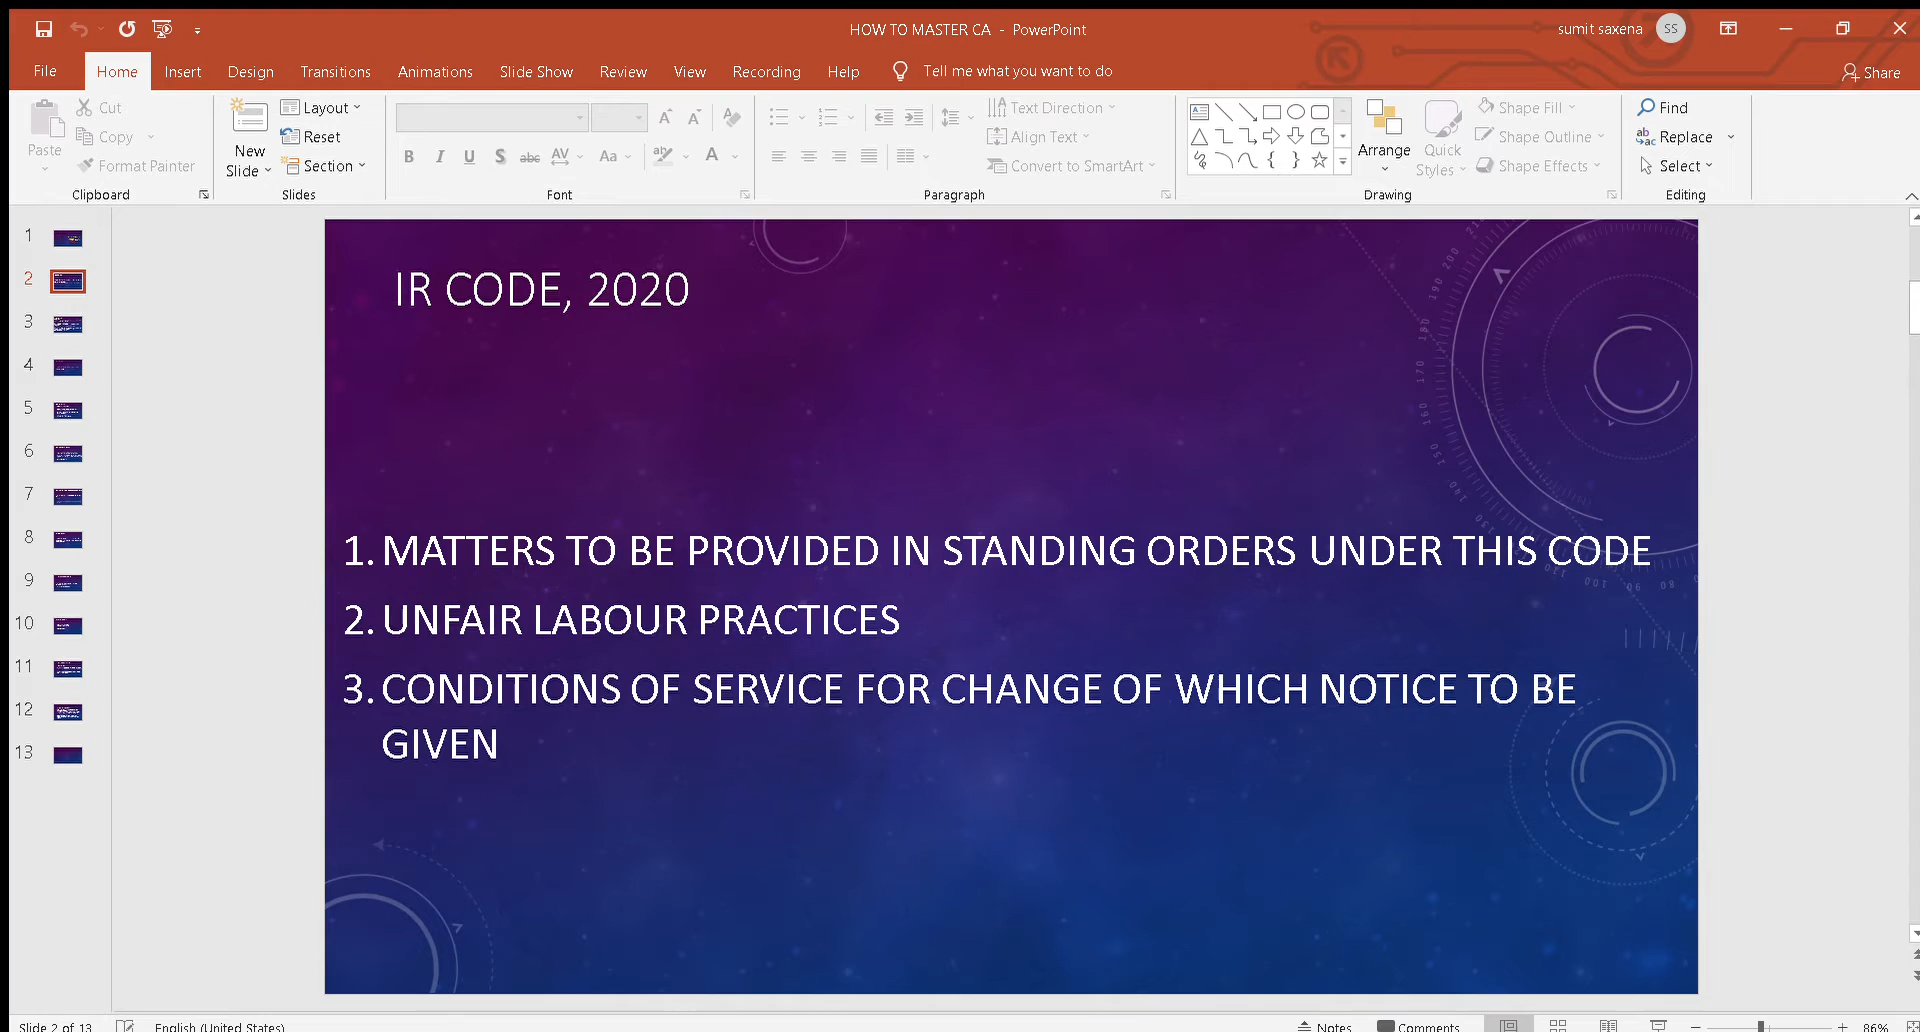 HOW TO MASTER CA - PowerPoint
sumit saxena
SS
File Home Insert Design Transitions Animations Slide Show Review View Recording Help Tell me what you want to do
Share
Paste
Cut
Copy
Format Painter
Clipboard
New
Slide
Layout
Reset
Section
Slides
B I U S abc AV Aa A
Font
Text Direction
Align Text
Convert to SmartArt
Paragraph
Arrange
Quick
Styles
Shape Fill
Shape Outline
Shape Effects
Drawing
Find
Replace
Select
Editing
1
2
3
4
5
6
7
8
9
10
11
12
13
IR CODE, 2020
1. MATTERS TO BE PROVIDED IN STANDING ORDERS UNDER THIS CODE
2. UNFAIR LABOUR PRACTICES
3. CONDITIONS OF SERVICE FOR CHANGE OF WHICH NOTICE TO BE
GIVEN
Slide 2 of 13 English (United States) Notes Comments 86%